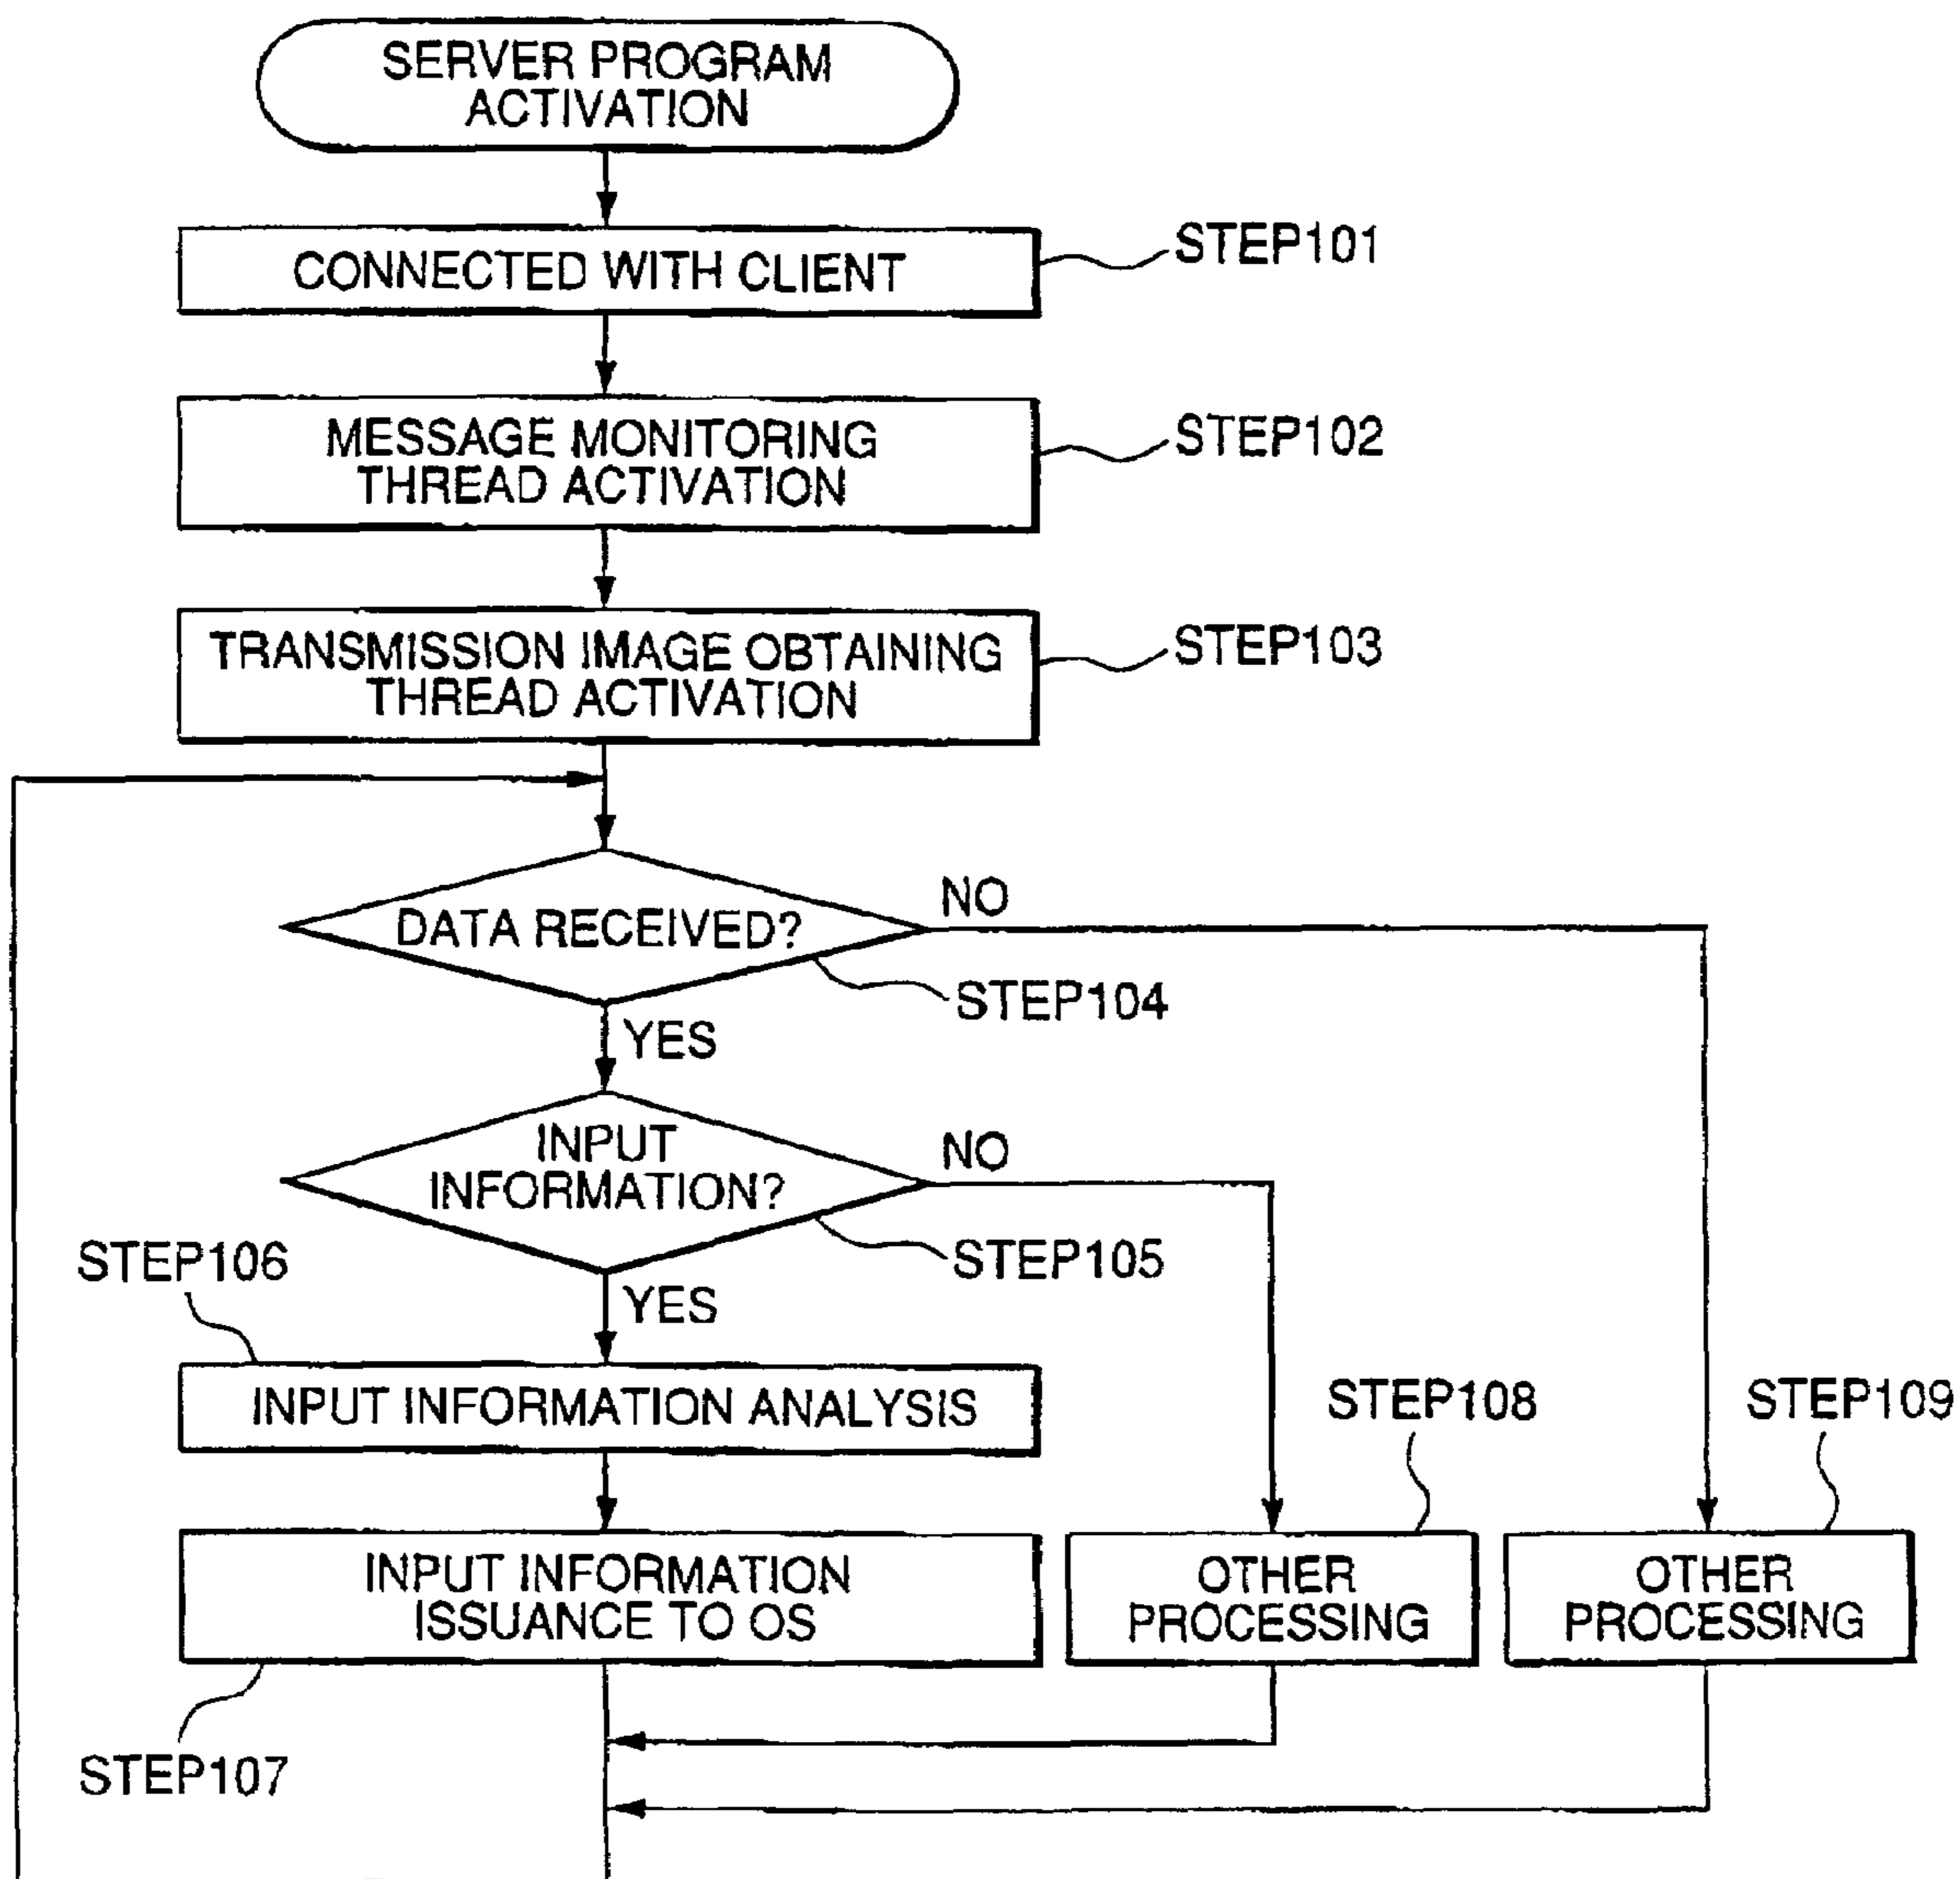 SERVER PROGRAM
ACTIVATION
CONNECTED WITH CLIENT
STEP101
MESSAGE MONITORING
THREAD ACTIVATION
STEP102
TRANSMISSION IMAGE OBTAINING
THREAD ACTIVATION
STEP103
DATA RECEIVED?
NO
STEP104
YES
INPUT
INFORMATION?
NO
STEP105
YES
STEP106
INPUT INFORMATION ANALYSIS
STEP108
STEP109
INPUT INFORMATION
ISSUANCE TO OS
OTHER
PROCESSING
OTHER
PROCESSING
STEP107